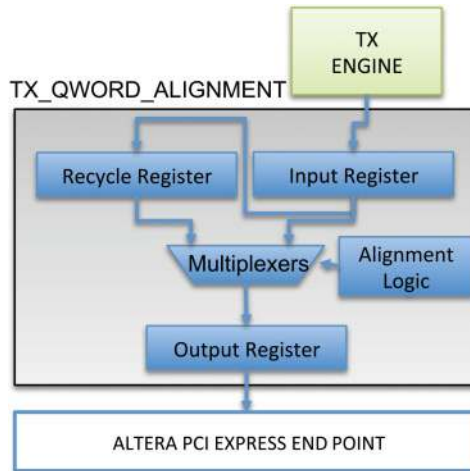 TX
ENGINE
TX_QWORD_ALIGNMENT
Recycle Register
Input Register
Multiplexers
Alignment
Logic
Output Register
ALTERA PCI EXPRESS END POINT